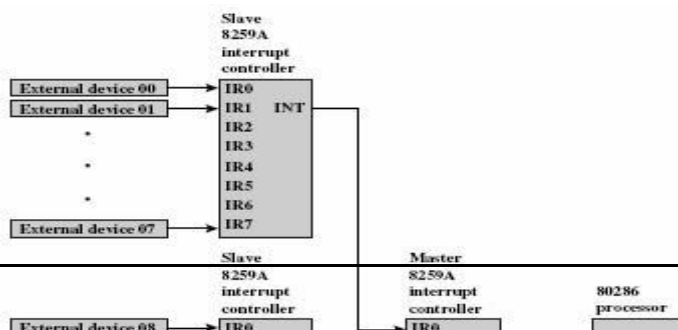 Slave
8259A
interrupt
controller
External device 00
IR0
External device 01
IR1 INT
IR2
IR3
IR4
IR5
IR6
External device 07
IR7
Slave
8259A
interrupt
controller
Master
8259A
interrupt
controller
80286
processor
External device 08
IR0
IR0